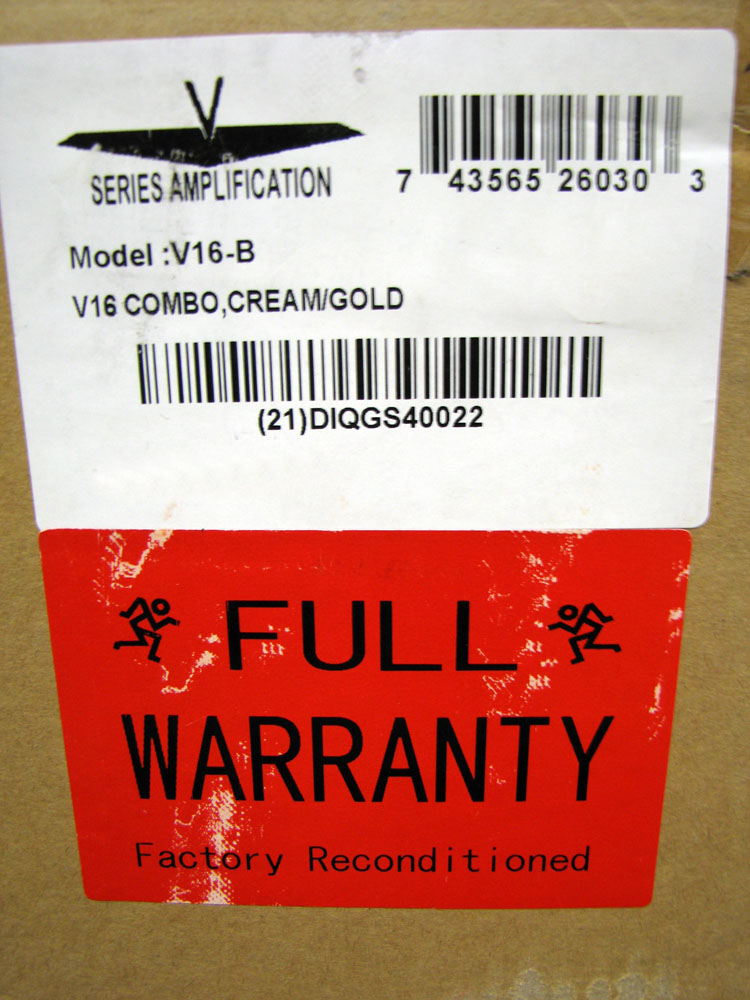 V
SERIES AMPLIFICATION
7 43565 26030 3
Model :V16-B
V16 COMBO,CREAM/GOLD
(21)DIQGS40022
FULL
WARRANTY
Factory Reconditioned